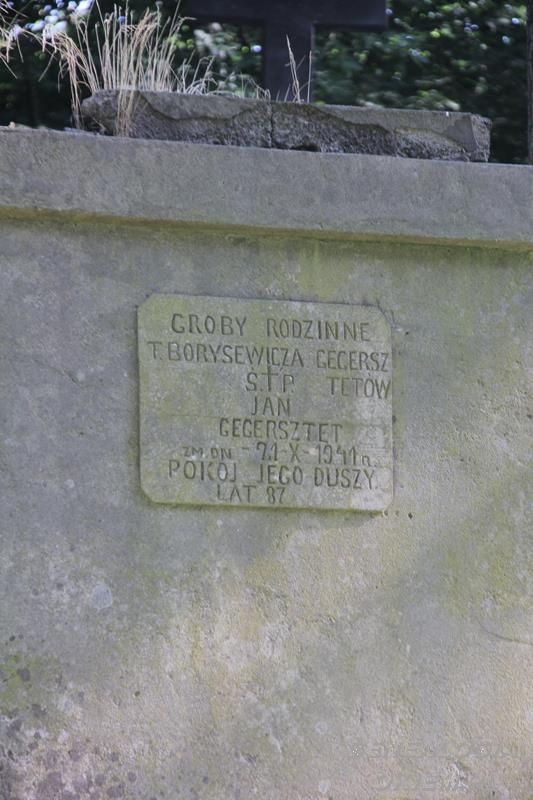 GROBY RODZINNE
T. BORYSEWICZA GEGERSZ
Ś.†P. TETÓW
JAN
GEGERSZTET
ZM. DN - 21-X-1941 R.
POKÓJ JEGO DUSZY.
LAT 87